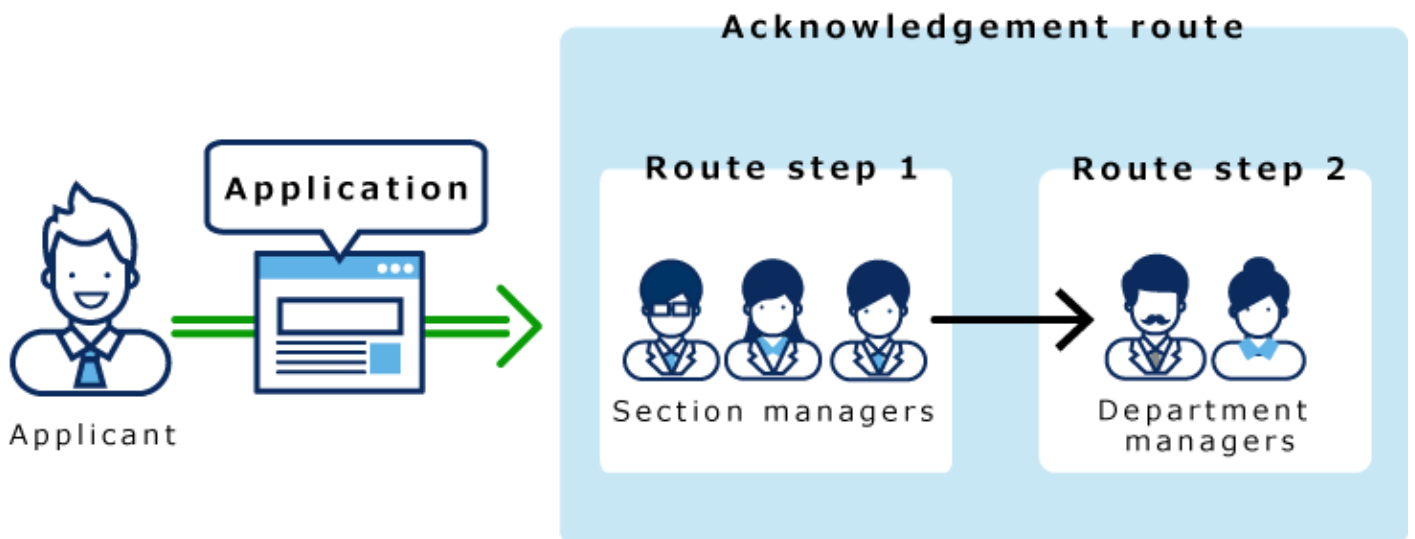 Acknowledgement route
Application
Applicant
Route step 1
Section managers
Route step 2
Department
managers